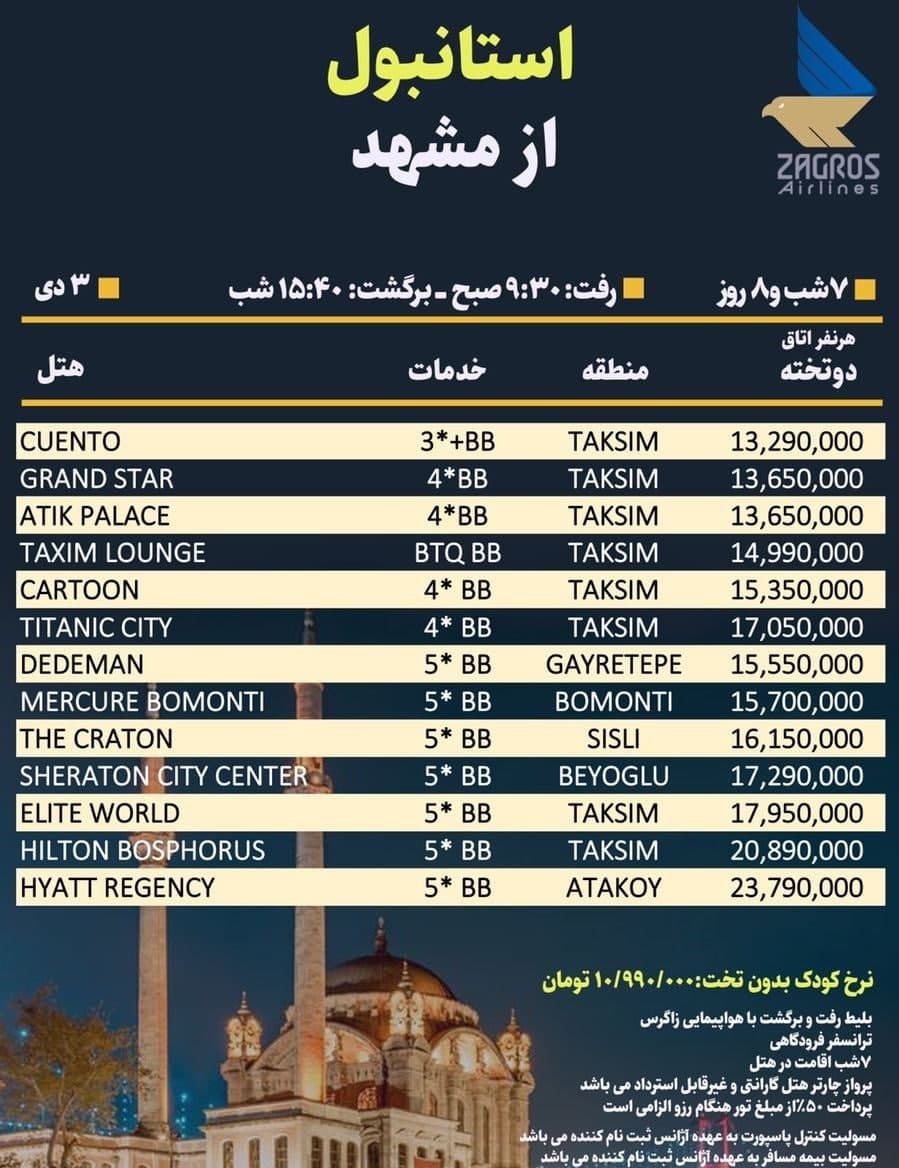 استانبول
از مشهد
ZAGROS
Airlines
۷شب و۸ روز رفت: ۹:۳۰ صبح - برگشت: ۱۵:۴۰ شب ۳ دی
هرنفر اتاق
دوتخته منطقه خدمات هتل
CUENTO 3*+BB TAKSIM 13,290,000
GRAND STAR 4*BB TAKSIM 13,650,000
ATIK PALACE 4*BB TAKSIM 13,650,000
TAXIM LOUNGE BTQ BB TAKSIM 14,990,000
CARTOON 4* BB TAKSIM 15,350,000
TITANIC CITY 4* BB TAKSIM 17,050,000
DEDEMAN 5* BB GAYRETEPE 15,550,000
MERCURE BOMONTI 5* BB BOMONTI 15,700,000
THE CRATON 5* BB SISLI 16,150,000
SHERATON CITY CENTER 5* BB BEYOGLU 17,290,000
ELITE WORLD 5* BB TAKSIM 17,950,000
HILTON BOSPHORUS 5* BB TAKSIM 20,890,000
HYATT REGENCY 5* BB ATAKOY 23,790,000
نرخ کودک بدون تخت:۱۰/۹۹۰/۰۰۰ تومان
بلیط رفت و برگشت با هواپیمایی زاگرس
ترانسفر فرودگاهی
۷شب اقامت در هتل
پرواز چارتر هتل گارانتی و غیرقابل استرداد می باشد
پرداخت ۵۰٪از مبلغ تور هنگام رزو الزامی است
مسولیت کنترل پاسپورت به عهده آژانس ثبت نام کننده می باشد
مسولیت بیمه مسافر به عهده آژانس ثبت نام کننده می باشد